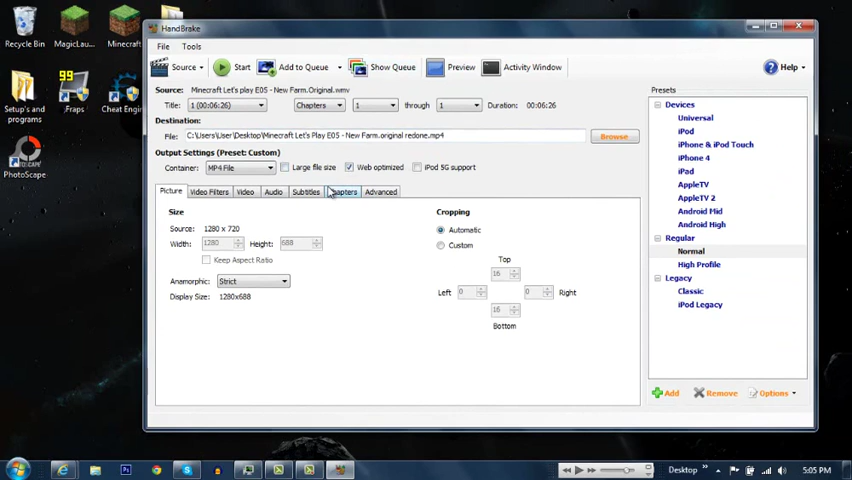 Recycle Bin
MagicLau...
Minecraft
Setup's and programs
99
Fraps
Cheat Engi...
PhotoScape
HandBrake
File Tools
Source Start Add to Queue Show Queue Preview Activity Window Help
Source: Minecraft Let's play E05 - New Farm.Original.wmv
Title: 1 (00:06:26) Chapters 1 through 1 Duration: 00:06:26
Destination:
File: C:\Users\User\Desktop\Minecraft Let's Play E05 - New Farm.original redone.mp4 Browse
Output Settings (Preset: Custom)
Container: MP4 File Large file size Web optimized iPod 5G support
Picture Video Filters Video Audio Subtitles Chapters Advanced
Size
Source: 1280 x 720
Width: 1280 Height: 688
Keep Aspect Ratio
Anamorphic: Strict
Display Size: 1280x688
Cropping
Automatic
Custom
Top
16
Left 0 0 Right
16
Bottom
Presets
Devices
Universal
iPod
iPhone & iPod Touch
iPhone 4
iPad
AppleTV
AppleTV 2
Android Mid
Android High
Regular
Normal
High Profile
Legacy
Classic
iPod Legacy
Add Remove Options
Desktop 5:05 PM